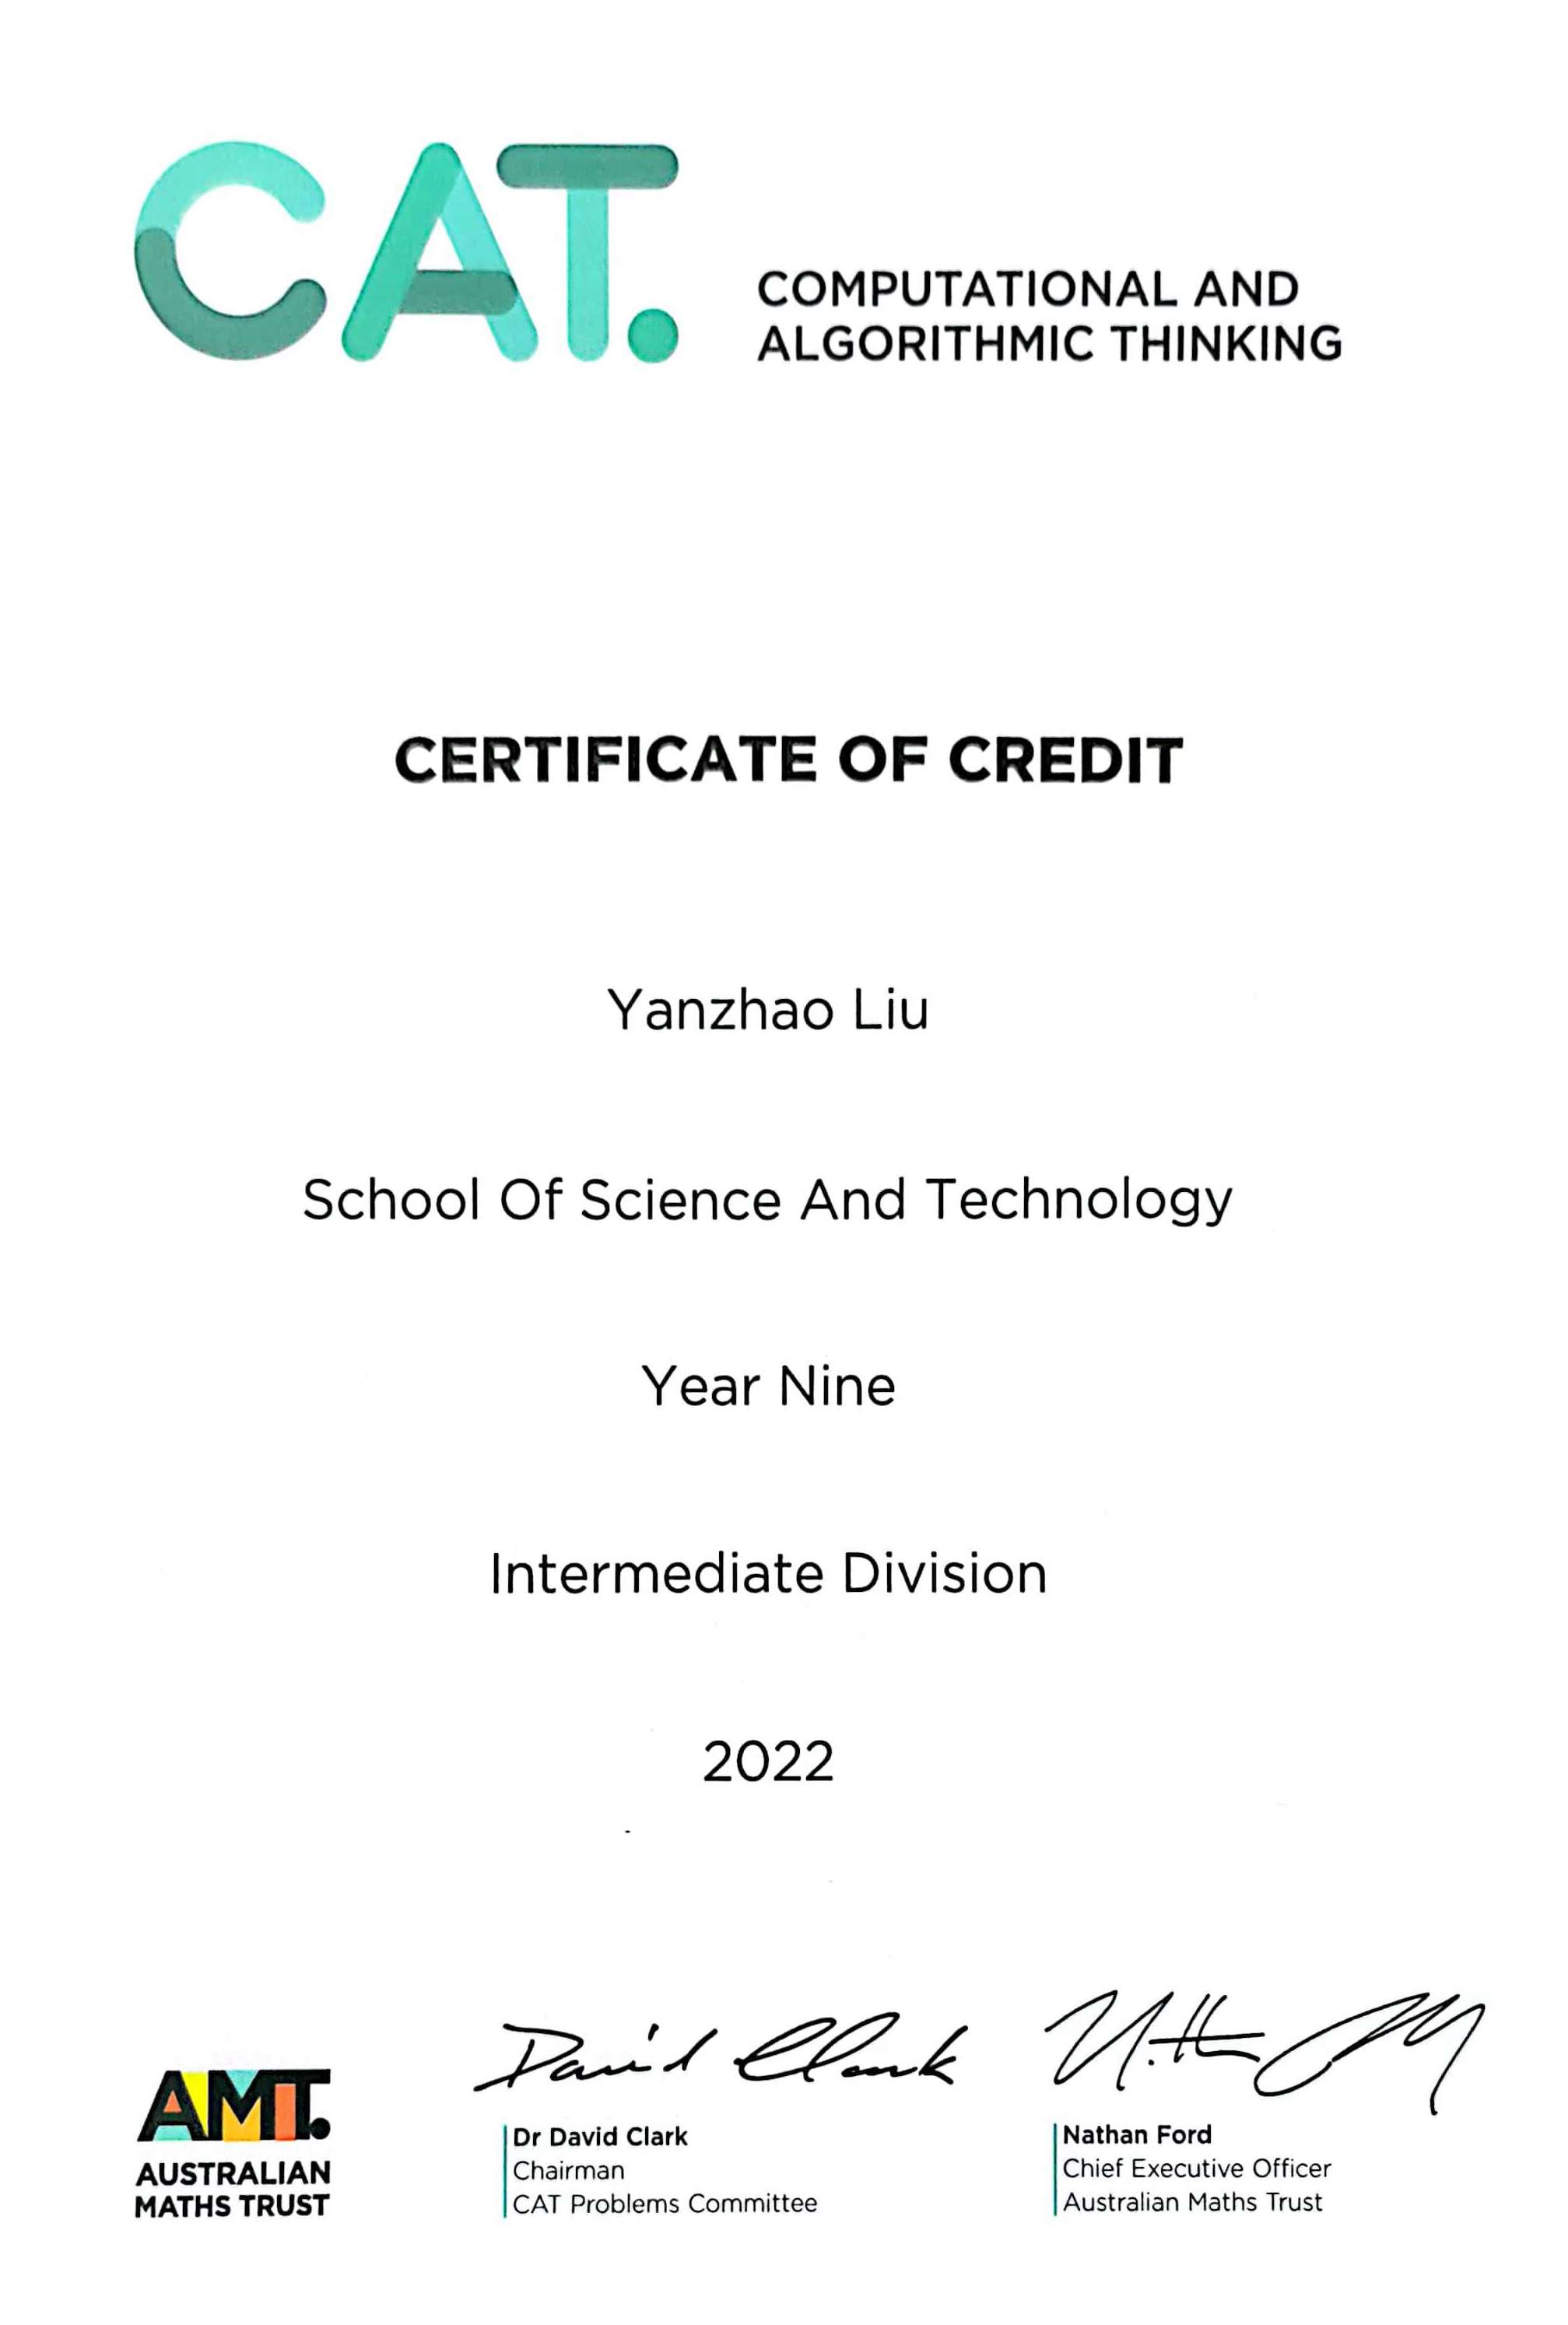 CAT.
COMPUTATIONAL AND
ALGORITHMIC THINKING
CERTIFICATE OF CREDIT
Yanzhao Liu
School Of Science And Technology
Year Nine
Intermediate Division
2022
David Clark
AMT.
AUSTRALIAN
MATHS TRUST
Dr David Clark
Chairman
CAT Problems Committee
Nathan Ford
Chief Executive Officer
Australian Maths Trust